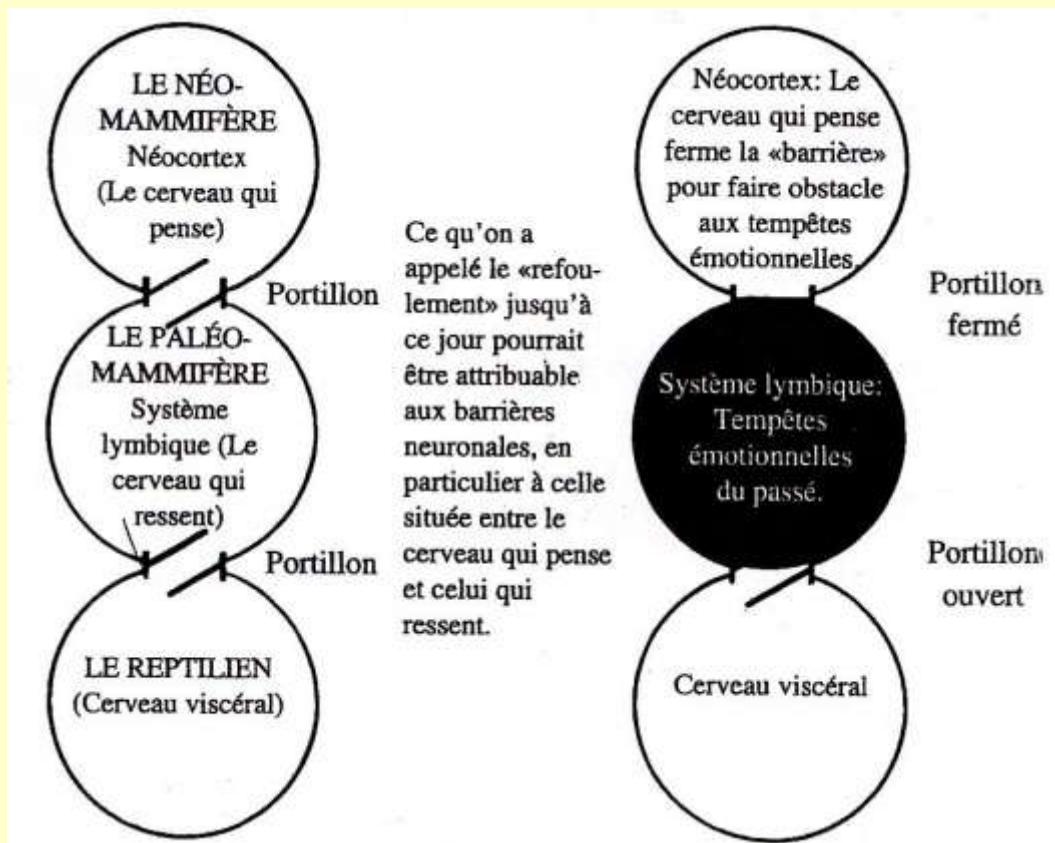 LE NÉO-
MAMMIFÈRE
Néocortex
(Le cerveau qui
pense)
Portillon
LE PALÉO-
MAMMIFÈRE
Système
lymbique (Le
cerveau qui
ressent)
Portillon
LE REPTILIEN
(Cerveau viscéral)
Ce qu'on a
appelé le «refou-
lement» jusqu'à
ce jour pourrait
être attribuable
aux barrières
neuronales, en
particulier à celle
située entre le
cerveau qui pense
et celui qui
ressent.
Néocortex: Le
cerveau qui pense
ferme la «barrière»
pour faire obstacle
aux tempêtes
émotionnelles.
Portillon
fermé
Système lymbique:
Tempêtes
émotionnelles
du passé.
Portillon
ouvert
Cerveau viscéral